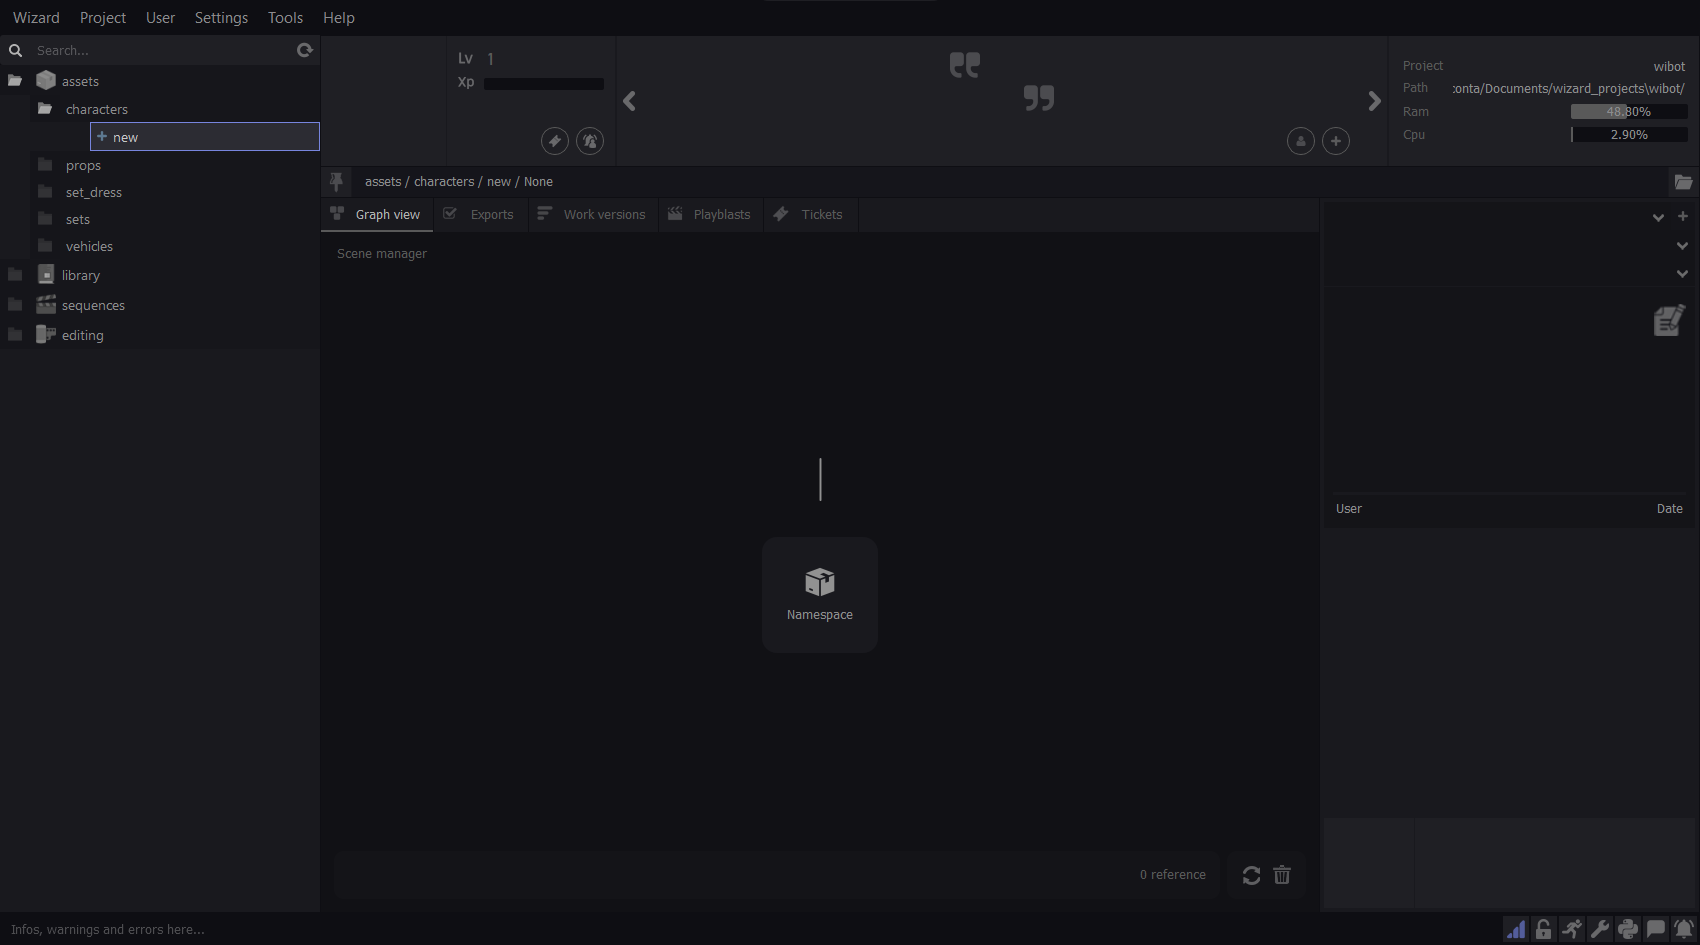 Wizard Project User Settings Tools Help
Search...
assets
characters
new
props
set_dress
sets
vehicles
library
sequences
editing
Lv 1
Xp
Project wibot
Path :onta/Documents/wizard_projects\wibot/
Ram 48.80%
Cpu 2.90%
assets / characters / new / None
Graph view Exports Work versions Playblasts Tickets
Scene manager
Namespace
0 reference
User Date
Infos, warnings and errors here...